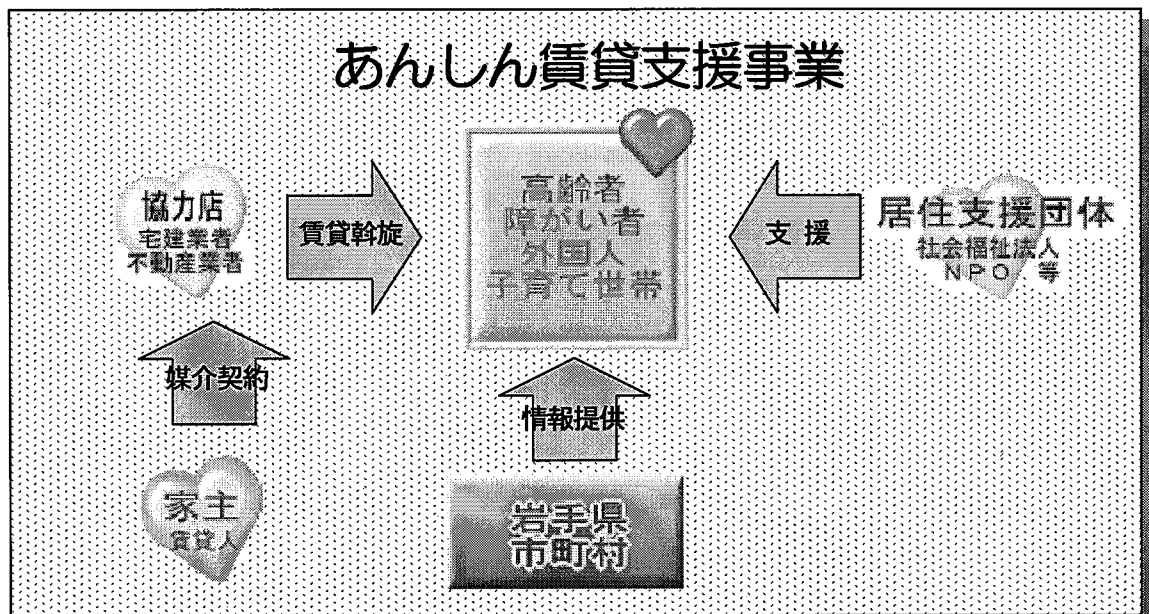 あんしん賃貸支援事業
協力店
宅建業者
不動産業者
賃貸斡旋
高齢者
障がい者
外国人
子育て世帯
支 援
居住支援団体
社会福祉法人
NPO. 等
媒介契約
情報提供
家主
賃貸人
岩手県
市町村